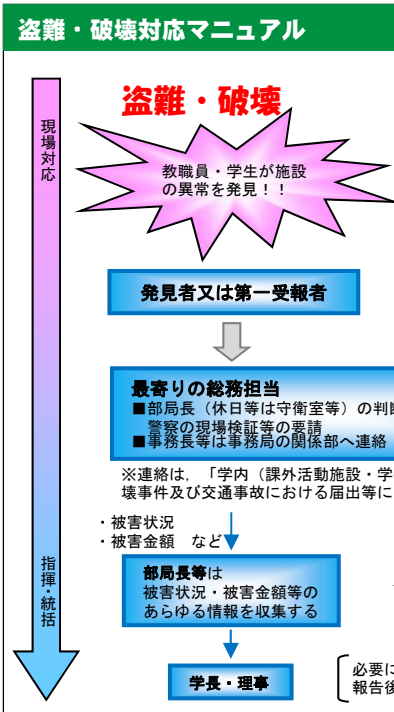 盗難・破壊対応マニュアル
盗難・破壊
現場対応
教職員・学生が施設
の異常を発見!!
発見者又は第一受報者
最寄りの総務担当
■部局長(休日等は守衛室等)の判断
警察の現場検証等の要請
■事務長等は事務局の関係部へ連絡
※連絡は,「学内(課外活動施設・学
壊事件及び交通事故における届出等に
・被害状況
・被害金額 など
部局長等は
被害状況・被害金額等の
あらゆる情報を収集する
指揮・統括
学長・理事
必要に
報告後